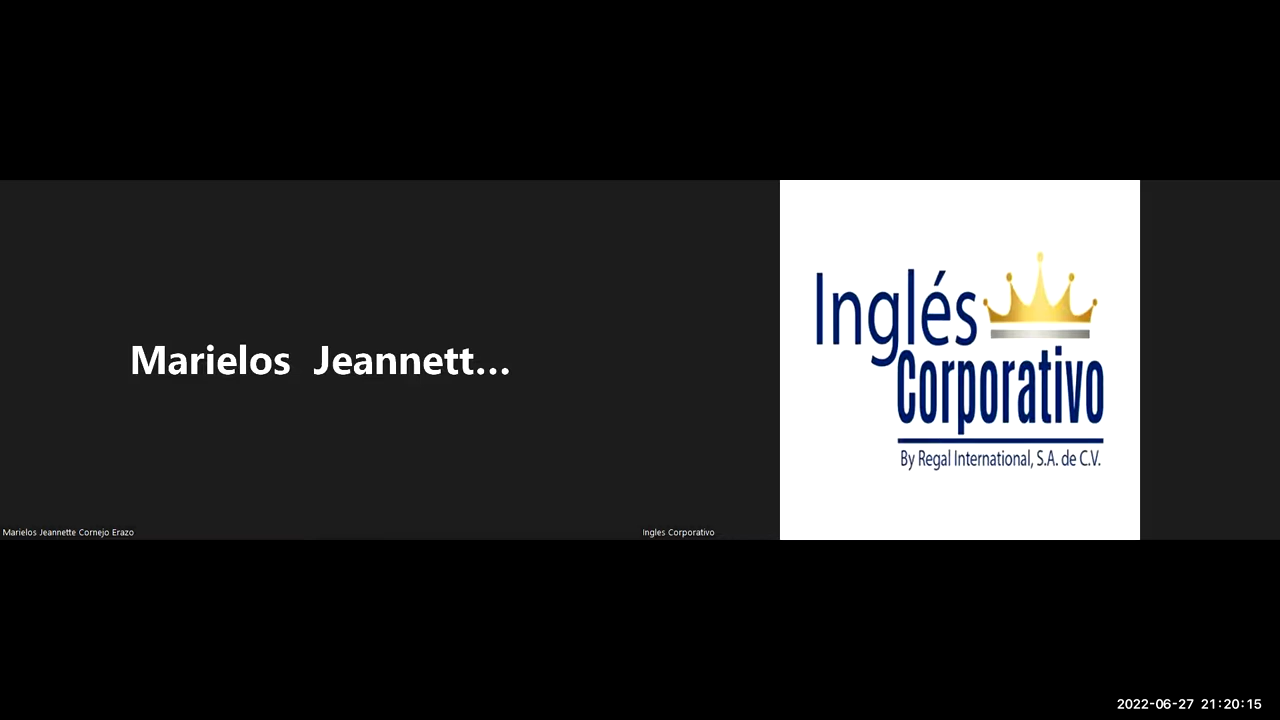 Marielos Jeannett...
Marielos Jeannette Cornejo Erazo
Inglés
Corporativo
By Regal International, S.A. de C.V.
Ingles Corporativo
2022-06-27 21:20:15